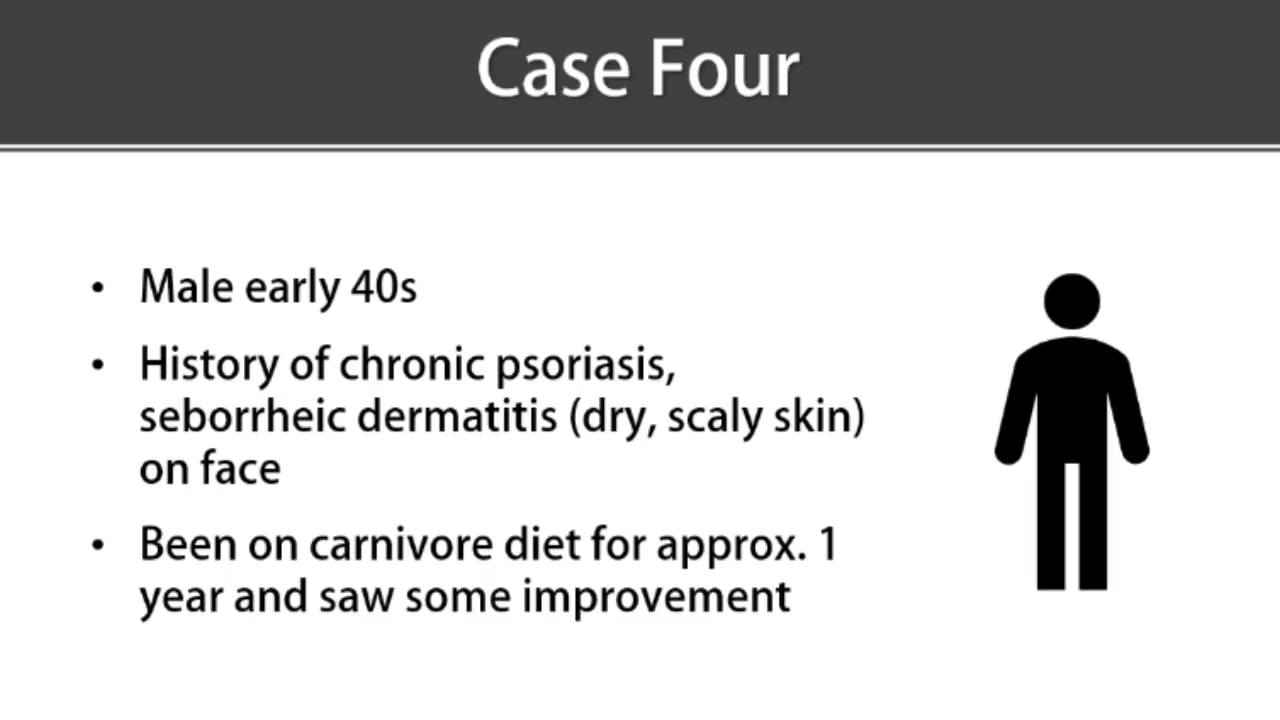 Case Four
• Male early 40s
• History of chronic psoriasis,
seborrheic dermatitis (dry, scaly skin)
on face
• Been on carnivore diet for approx. 1
year and saw some improvement